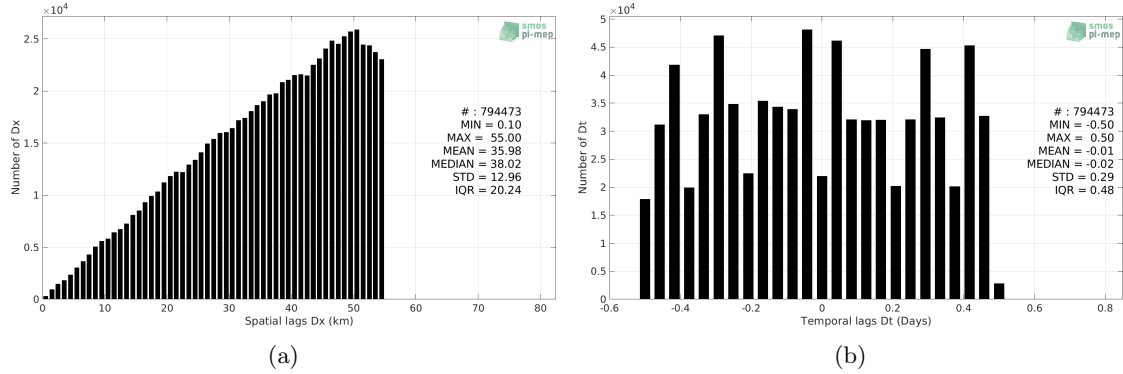 ×10⁴
2.5
2
1.5
1
0.5
0
Number of Dx
0 10 20 30 40 50 60 70 80
Spatial lags Dx (km)
smos
pi-mep
# : 794473
MIN = 0.10
MAX = 55.00
MEAN = 35.98
MEDIAN = 38.02
STD = 12.96
IQR = 20.24
(a)
×10⁴
5
4.5
4
3.5
3
2.5
2
1.5
1
0.5
0
Number of Dt
-0.6 -0.4 -0.2 0 0.2 0.4 0.6 0.8
Temporal lags Dt (Days)
smos
pi-mep
# : 794473
MIN = -0.50
MAX = 0.50
MEAN = -0.01
MEDIAN = -0.02
STD = 0.29
IQR = 0.48
(b)